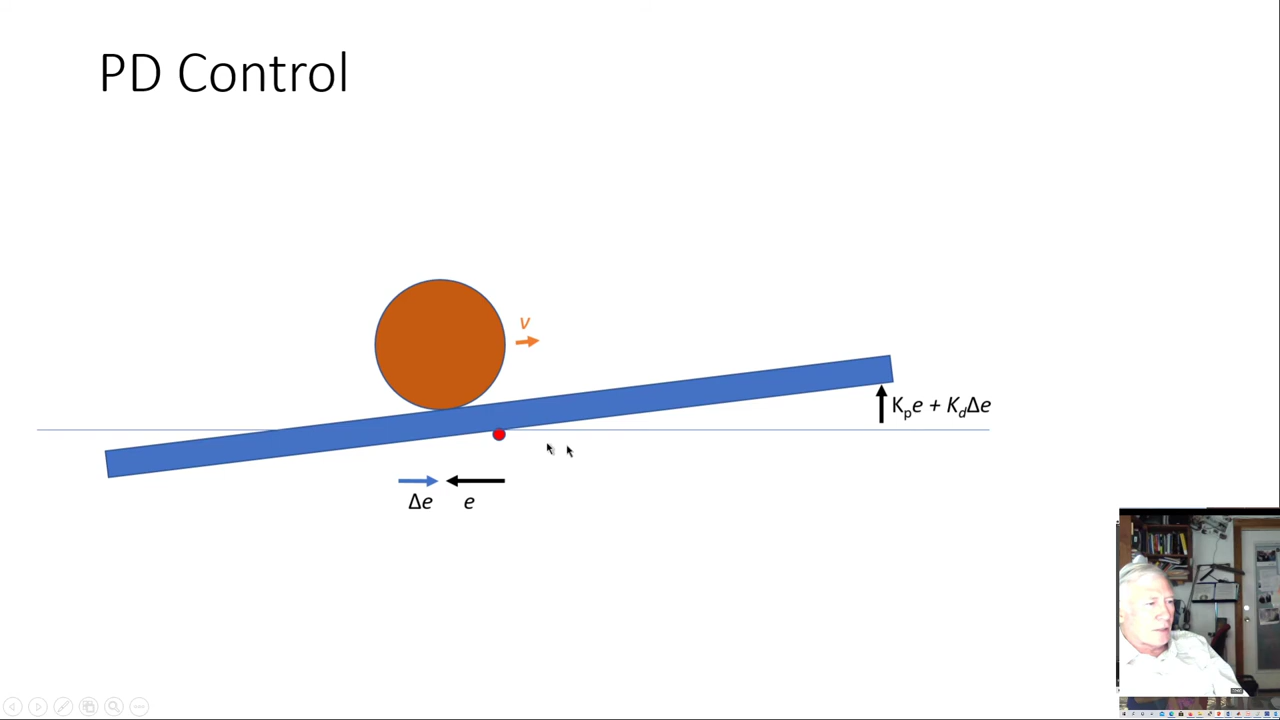 PD Control
v
Kpe + KdΔe
Δe
e